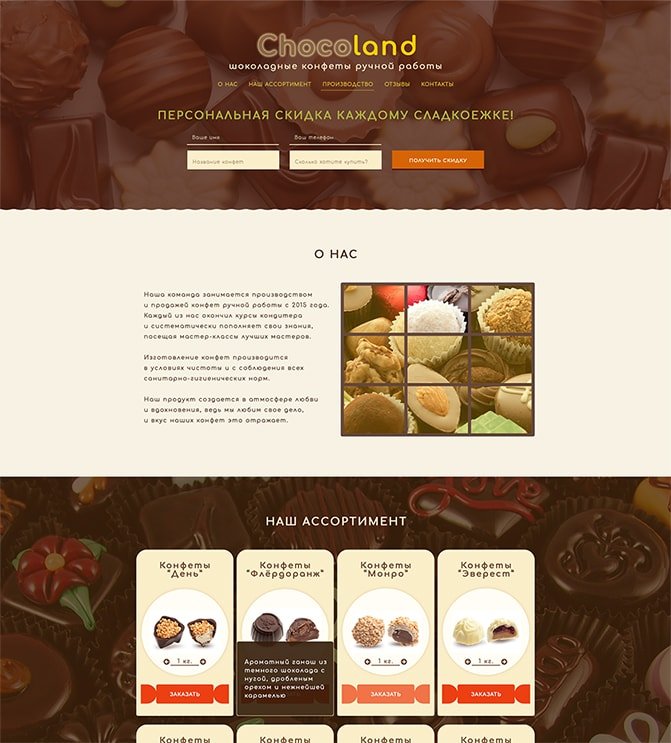 Chocoland
шоколадные конфеты ручной работы
О НАС НАШ АССОРТИМЕНТ ПРОИЗВОДСТВО ОТЗЫВЫ КОНТАКТЫ
ПЕРСОНАЛЬНАЯ СКИДКА КАЖДОМУ СЛАДКОЕЖКЕ!
Ваше имя Ваш телефон
Название конфет Сколько хотите купить? ПОЛУЧИТЬ СКИДКУ
О НАС
Наша команда занимается производством
и продажей конфет ручной работы с 2015 года.
Каждый из нас окончил курсы кондитера
и систематически пополняет свои знания,
посещая мастер-классы лучших мастеров.
Изготовление конфет производится
в условиях чистоты и с соблюдения всех
санитарно-гигиенических норм.
Наш продукт создается в атмосфере любви
и вдохновения, ведь мы любим свое дело,
и вкус наших конфет это отражает.
НАШ АССОРТИМЕНТ
Конфеты
"День"
1 кг.
ЗАКАЗАТЬ
Конфеты
"Флёрдоранж"
Ароматный ганаш из
темного шоколада с
нугой, дробленым
орехом и нежнейшей
карамелью
Конфеты
"Монро"
1 кг.
ЗАКАЗАТЬ
Конфеты
"Эверест"
1 кг.
ЗАКАЗАТЬ
Конфеты Конфеты Конфеты Конфеты